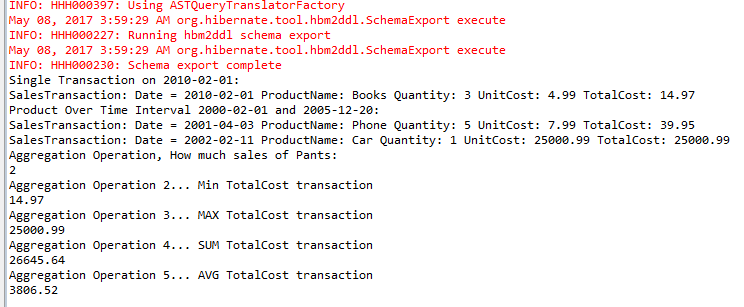 INFO: HHH000397: Using ASTQueryTranslatorFactory
May 08, 2017 3:59:29 AM org.hibernate.tool.hbm2ddl.SchemaExport execute
INFO: HHH000227: Running hbm2ddl schema export
May 08, 2017 3:59:29 AM org.hibernate.tool.hbm2ddl.SchemaExport execute
INFO: HHH000230: Schema export complete
Single Transaction on 2010-02-01:
SalesTransaction: Date = 2010-02-01 ProductName: Books Quantity: 3 UnitCost: 4.99 TotalCost: 14.97
Product Over Time Interval 2000-02-01 and 2005-12-20:
SalesTransaction: Date = 2001-04-03 ProductName: Phone Quantity: 5 UnitCost: 7.99 TotalCost: 39.95
SalesTransaction: Date = 2002-02-11 ProductName: Car Quantity: 1 UnitCost: 25000.99 TotalCost: 25000.99
Aggregation Operation, How much sales of Pants:
2
Aggregation Operation 2... Min TotalCost transaction
14.97
Aggregation Operation 3... MAX TotalCost transaction
25000.99
Aggregation Operation 4... SUM TotalCost transaction
26645.64
Aggregation Operation 5... AVG TotalCost transaction
3806.52